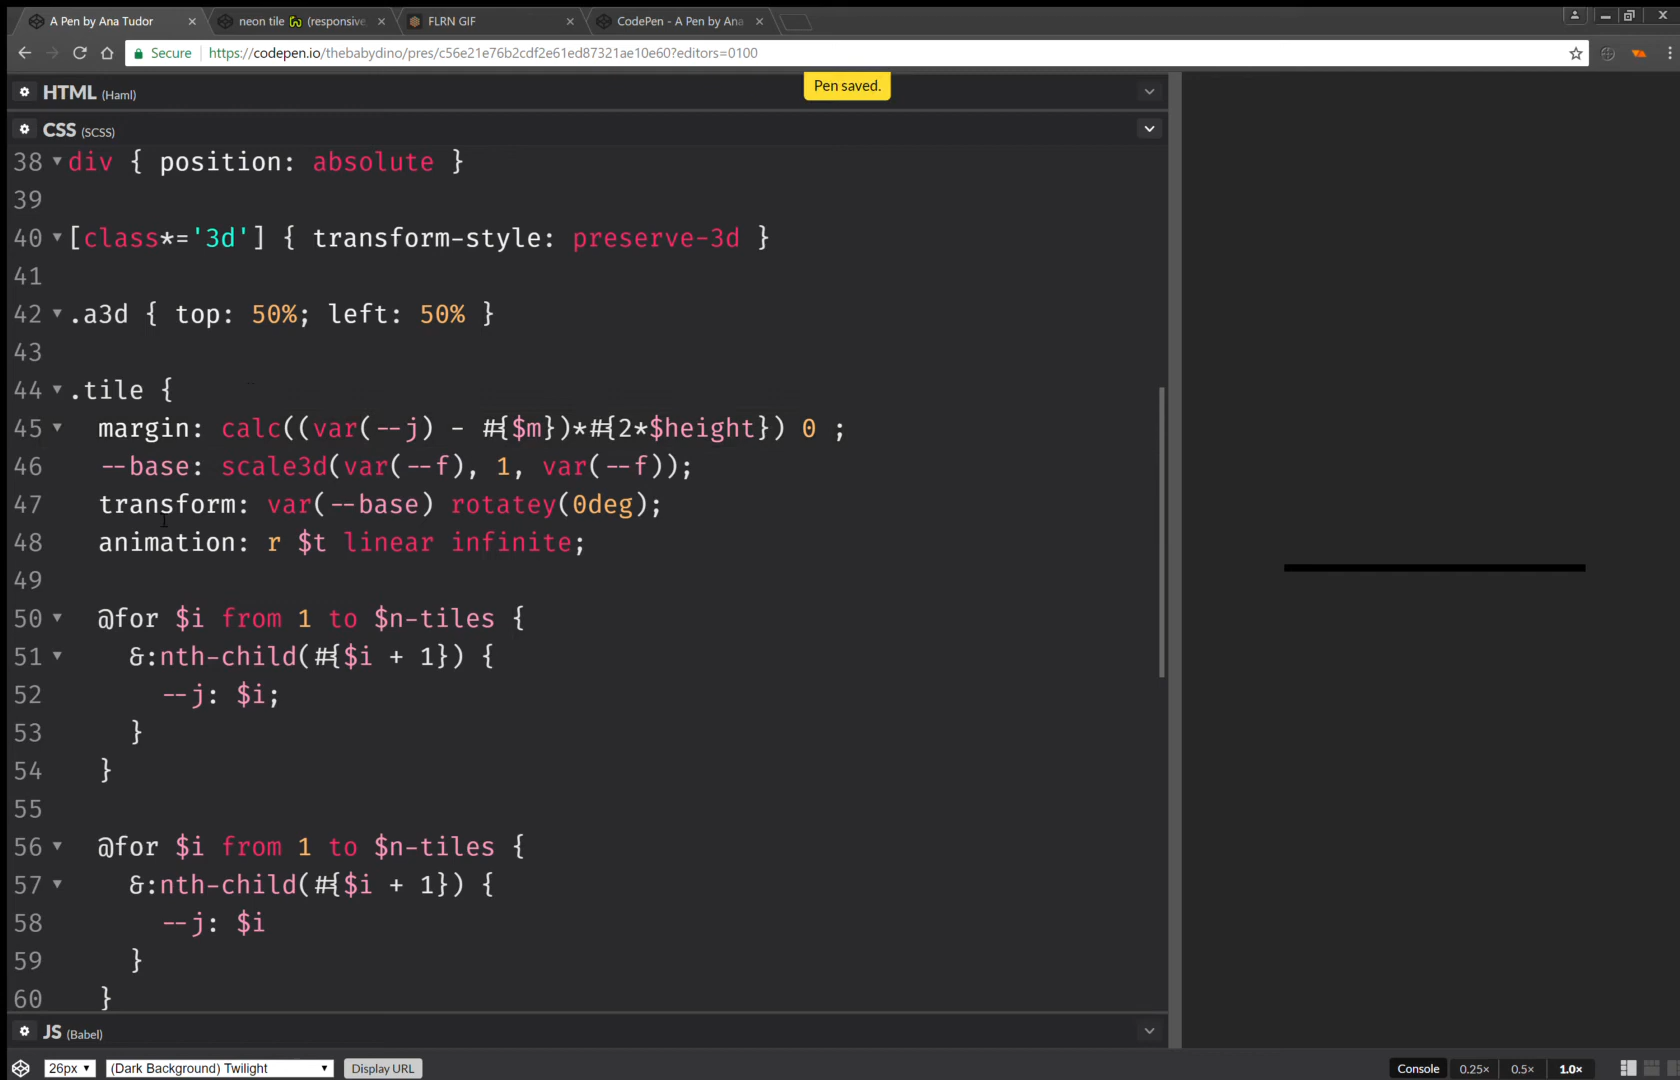 A Pen by Ana Tudor
neon tile (responsive,
FLRN GIF
CodePen - A Pen by Ana
Secure https://codepen.io/thebabydino/pres/c56e21e76b2cdf2e61ed87321ae10e60?editors=0100
HTML (Haml)
Pen saved.
CSS (SCSS)
38 div { position: absolute }
39
40 [class*='3d'] { transform-style: preserve-3d }
41
42 .a3d { top: 50%; left: 50% }
43
44 .tile {
45 margin: calc((var(--j) - #{$m})*#{2*$height}) 0 ;
46 --base: scale3d(var(--f), 1, var(--f));
47 transform: var(--base) rotatey(0deg);
48 animation: r $t linear infinite;
49
50 @for $i from 1 to $n-tiles {
51 &:nth-child(#{$i + 1}) {
52 --j: $i;
53 }
54 }
55
56 @for $i from 1 to $n-tiles {
57 &:nth-child(#{$i + 1}) {
58 --j: $i
59 }
60 }
JS (Babel)
26px (Dark Background) Twilight Display URL Console 0.25× 0.5× 1.0×